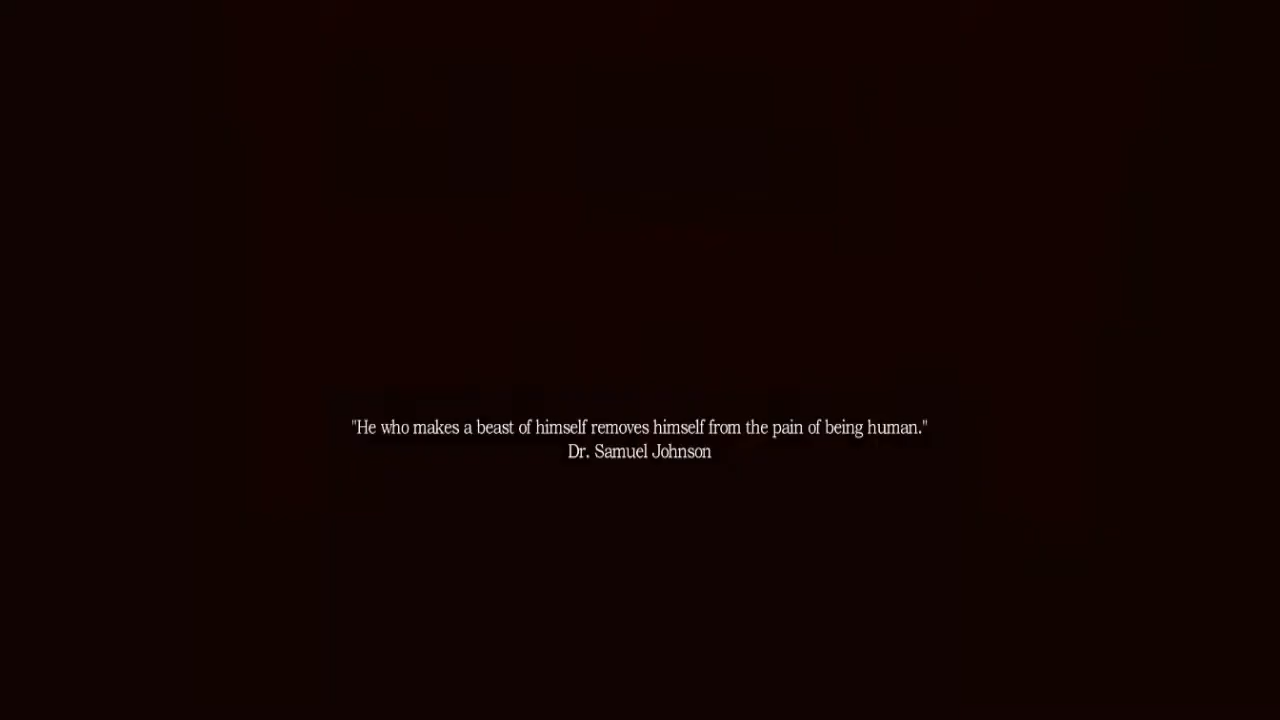 "He who makes a beast of himself removes himself from the pain of being human."
Dr. Samuel Johnson